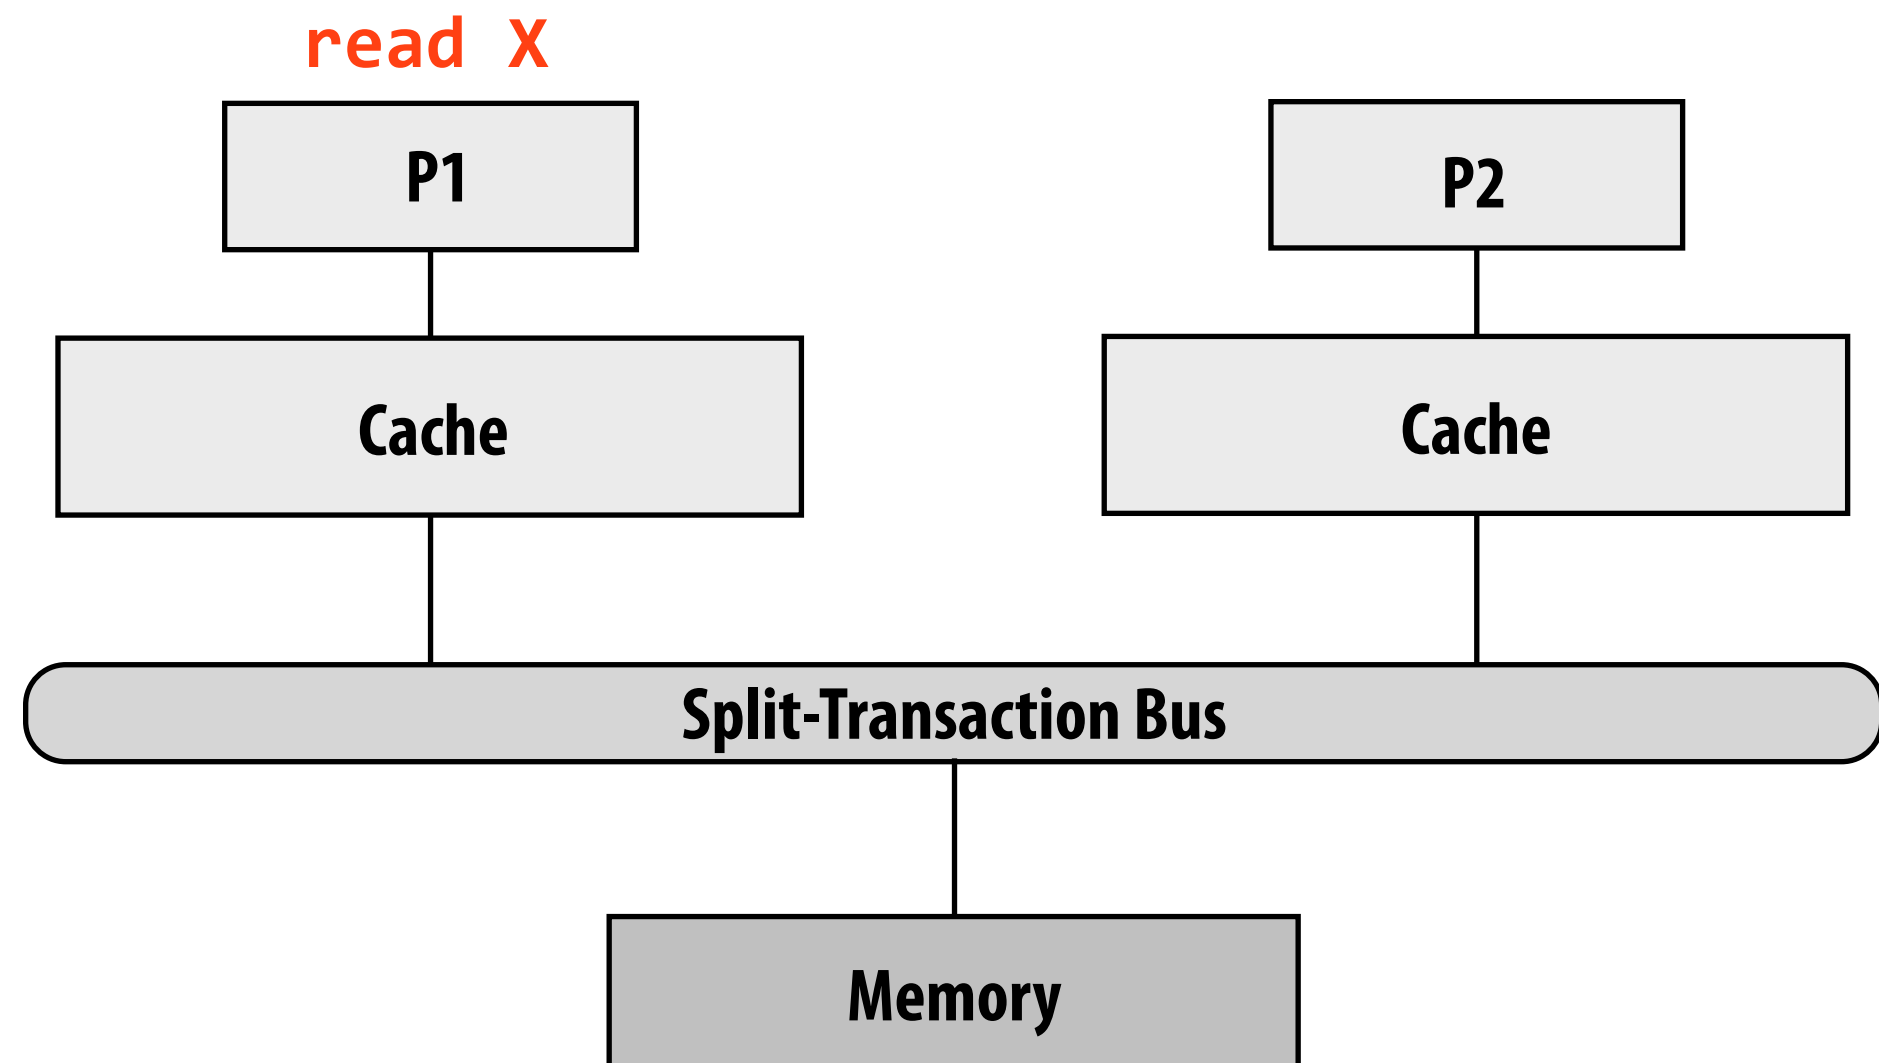 read X
P1
P2
Cache
Cache
Split-Transaction Bus
Memory